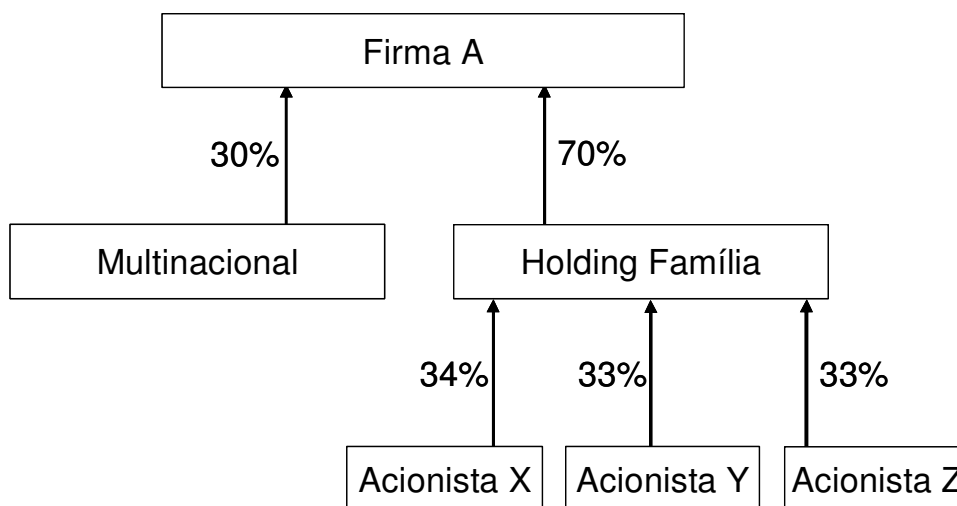 Firma A
30%
70%
Multinacional
Holding Família
34%
33%
33%
Acionista X
Acionista Y
Acionista Z